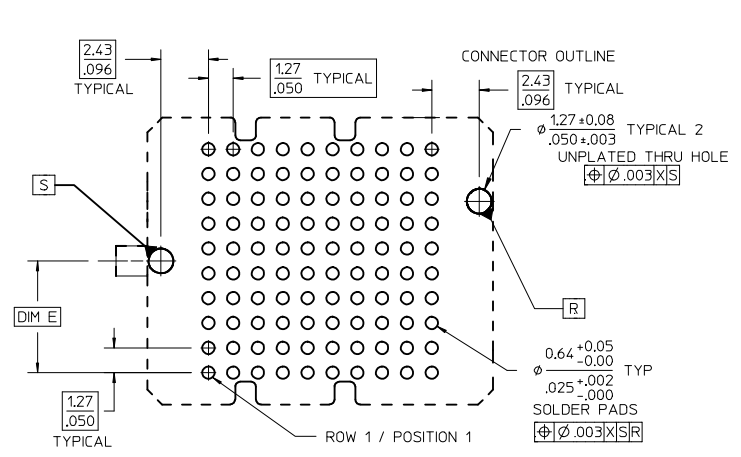 2.43
.096
TYPICAL
1.27
.050
TYPICAL
CONNECTOR OUTLINE
2.43
.096
TYPICAL
⌀ 1.27 ±0.08
.050 ±.003
TYPICAL 2
UNPLATED THRU HOLE
⌖ ⌀ .003 X S
S
R
DIM E
⌀ 0.64 +0.05
-0.00
.025 +.002
-.000
TYP
SOLDER PADS
⌖ ⌀ .003 X S R
1.27
.050
TYPICAL
ROW 1 / POSITION 1